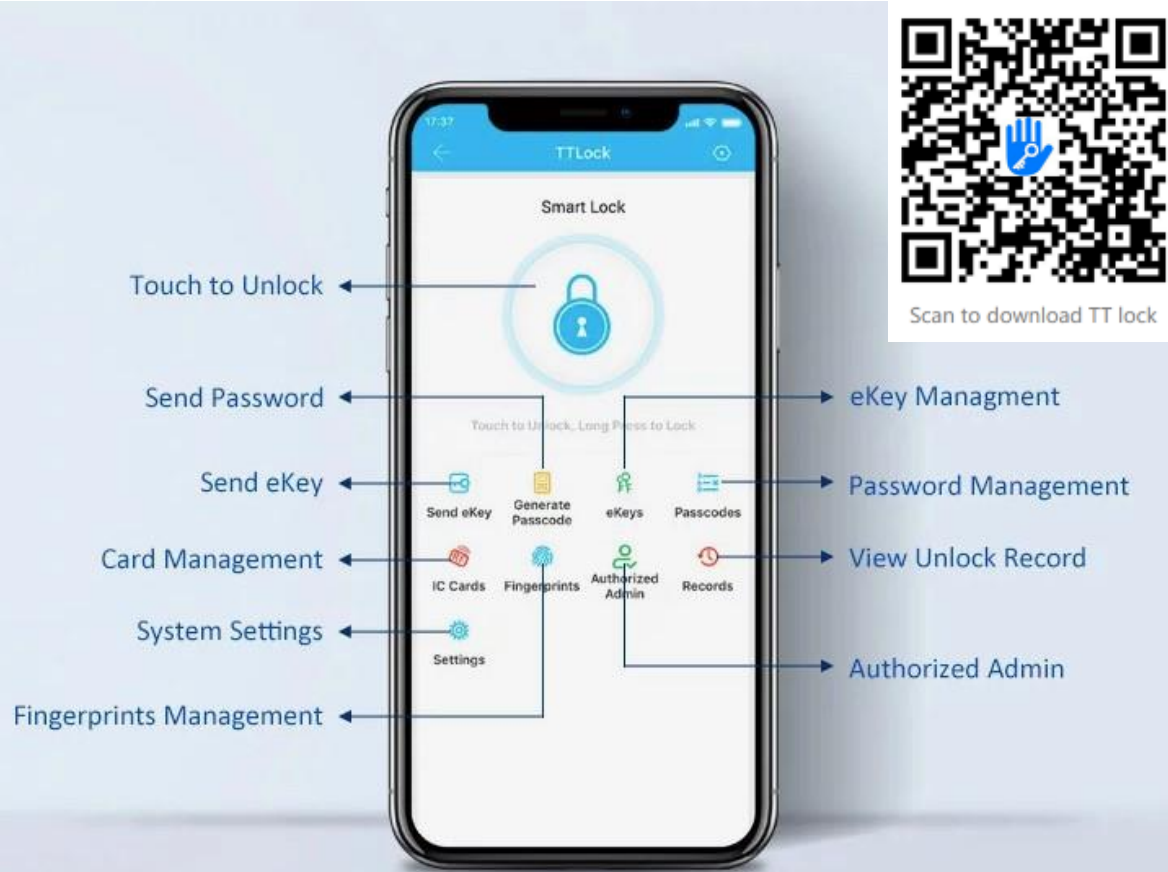 17:37
TTLock
Smart Lock
Scan to download TT lock
Touch to Unlock
Send Password
eKey Managment
Touch to Unlock, Long Press to Lock
Send eKey
Password Management
Send eKey
Generate
Passcode
eKeys
Passcodes
Card Management
View Unlock Record
IC Cards
Fingerprints
Authorized
Admin
Records
System Settings
Settings
Authorized Admin
Fingerprints Management